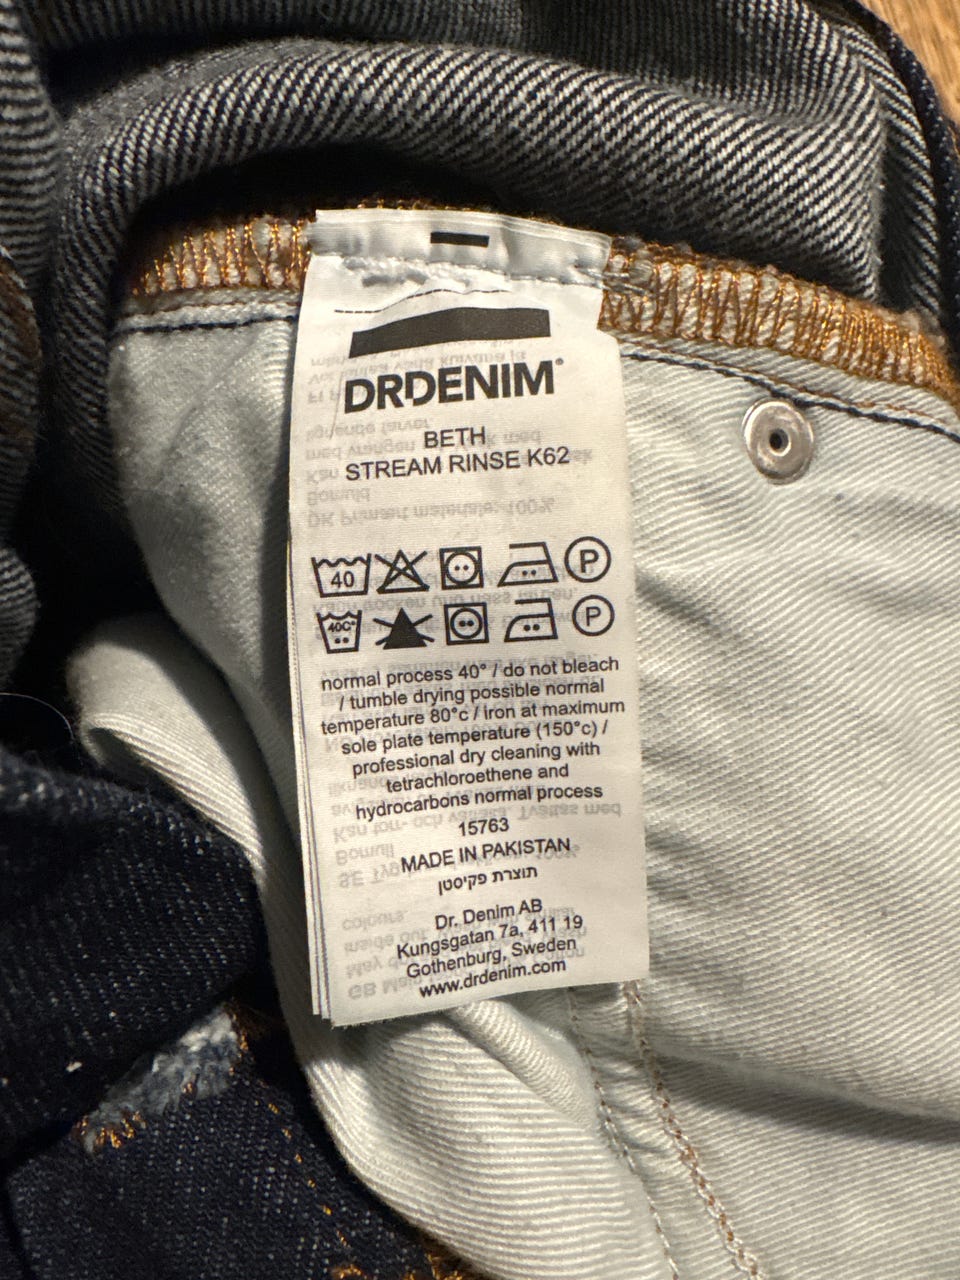 DRDENIM®
BETH
STREAM RINSE K62
40 P
40C° P
normal process 40° / do not bleach
/ tumble drying possible normal
temperature 80°c / iron at maximum
sole plate temperature (150°c) /
professional dry cleaning with
tetrachloroethene and
hydrocarbons normal process
15763
MADE IN PAKISTAN
תוצרת פקיסטן
Dr. Denim AB
Kungsgatan 7a, 411 19
Gothenburg, Sweden
www.drdenim.com